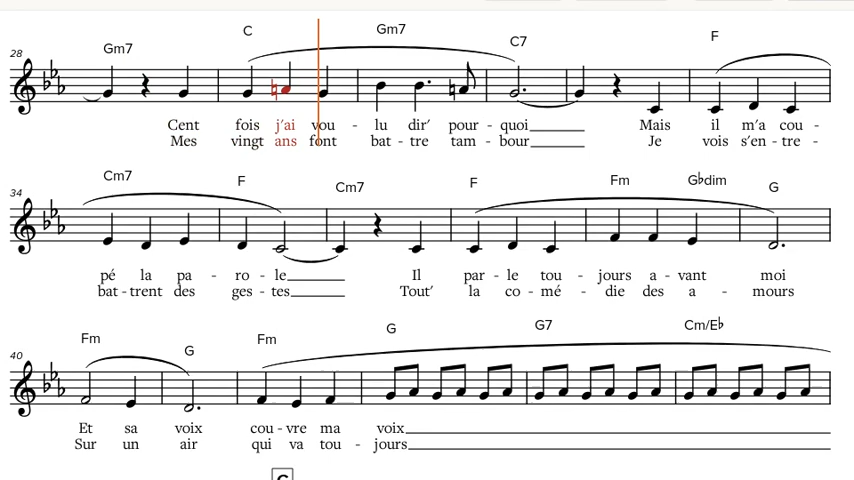 Gm7 C Gm7 C7 F
28
Cent fois j'ai vou - lu dir' pour - quoi Mais il m'a cou -
Mes vingt ans font bat - tre tam - bour Je vois s'en - tre -
Cm7 F Cm7 F Fm G♭dim G
34
pé la pa - ro - le Il par - le tou - jours a - vant moi
bat - trent des ges - tes Tout' la co - mé - die des a - mours
Fm G Fm G G7 Cm/E♭
40
Et sa voix cou - vre ma voix
Sur un air qui va tou - jours